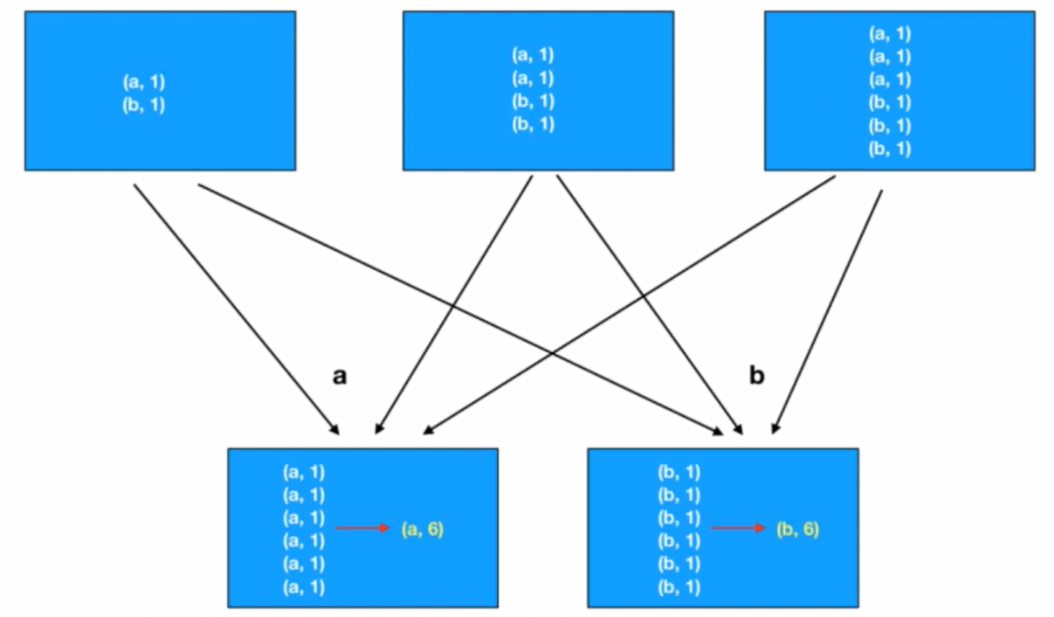 (a, 1)
(b, 1)
(a, 1)
(a, 1)
(b, 1)
(b, 1)
(a, 1)
(a, 1)
(a, 1)
(b, 1)
(b, 1)
(b, 1)
a
b
(a, 1)
(a, 1)
(a, 1)
(a, 1)
(a, 1)
(a, 1)
(a, 6)
(b, 1)
(b, 1)
(b, 1)
(b, 1)
(b, 1)
(b, 1)
(b, 6)